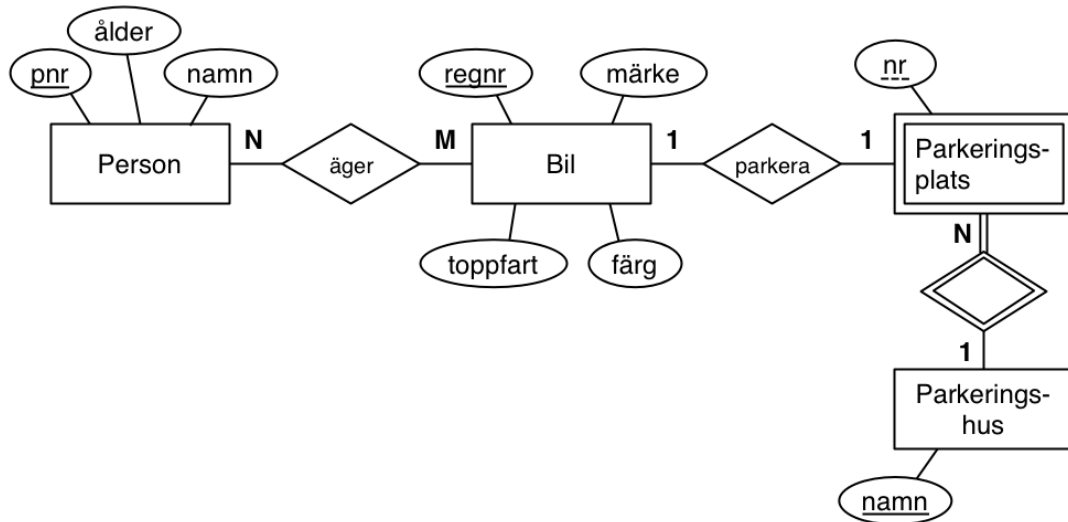 ålder
pnr
namn
regnr
märke
nr
Person
N
äger
M
Bil
1
parkera
1
Parkerings-
plats
toppfart
färg
N
1
Parkerings-
hus
namn